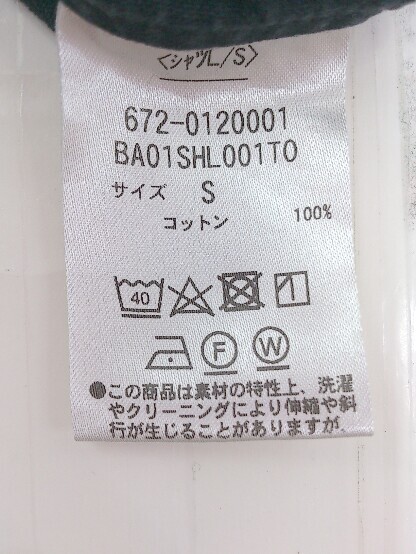 <シャツL/S>
672-0120001
BA01SHL001TO
サイズ S
コットン 100%
40
F W
●この商品は素材の特性上、洗濯
やクリーニングにより伸縮や斜
行が生じることがありますが